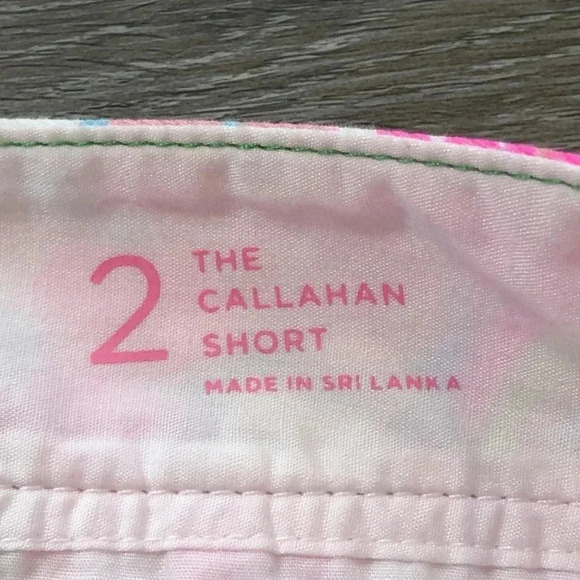 2
THE
CALLAHAN
SHORT
MADE IN SRI LANKA